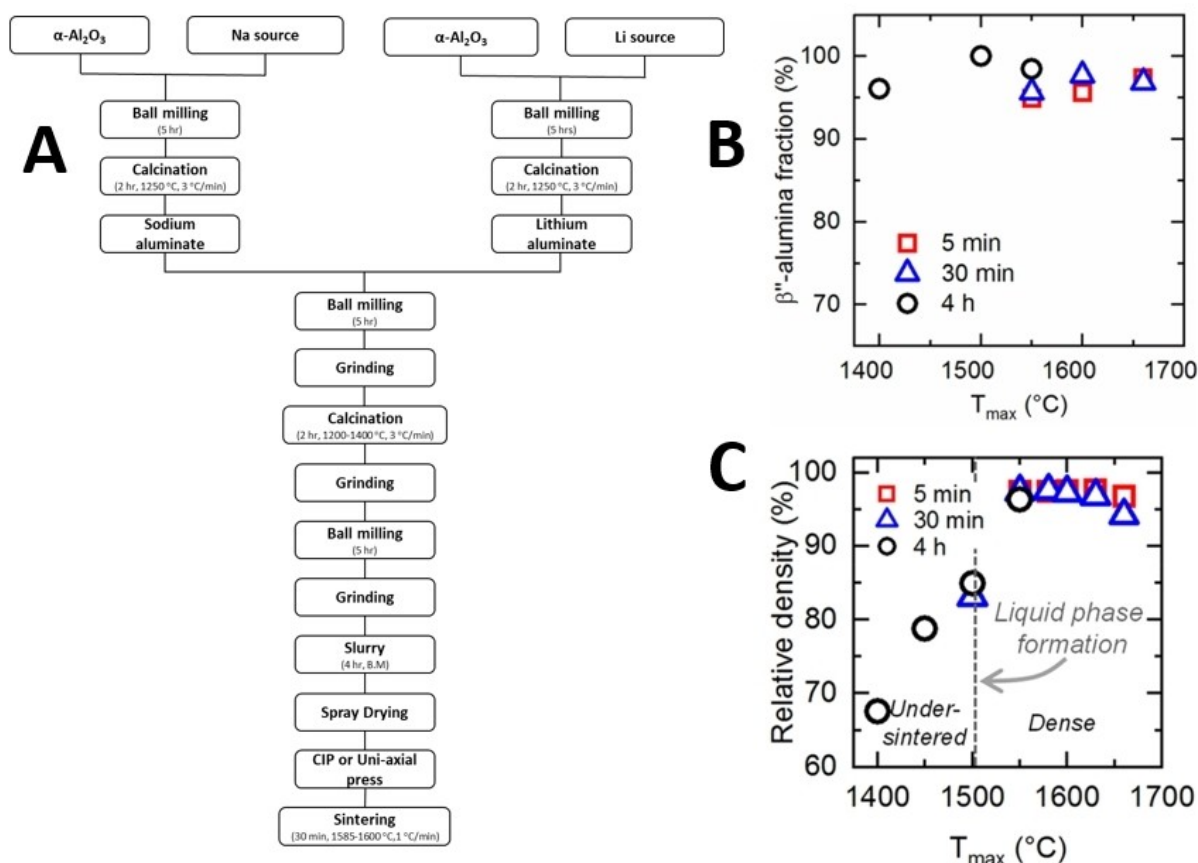 α-Al₂O₃
Na source
α-Al₂O₃
Li source
A
Ball milling
(5 hr)
Ball milling
(5 hrs)
Calcination
(2 hr, 1250 °C, 3 °C/min)
Calcination
(2 hr, 1250 °C, 3 °C/min)
Sodium
aluminate
Lithium
aluminate
Ball milling
(5 hr)
Grinding
Calcination
(2 hr, 1200-1400 °C, 3 °C/min)
Grinding
Ball milling
(5 hr)
Grinding
Slurry
(4 hr, B.M)
Spray Drying
CIP or Uni-axial
press
Sintering
(30 min, 1585-1600 °C,1 °C/min)
B
β"-alumina fraction (%)
100
90
80
70
5 min
30 min
4 h
1400 1500 1600 1700
Tmax (°C)
C
Relative density (%)
100
90
80
70
60
5 min
30 min
4 h
Liquid phase
formation
Under-
sintered
Dense
1400 1500 1600 1700
Tmax (°C)